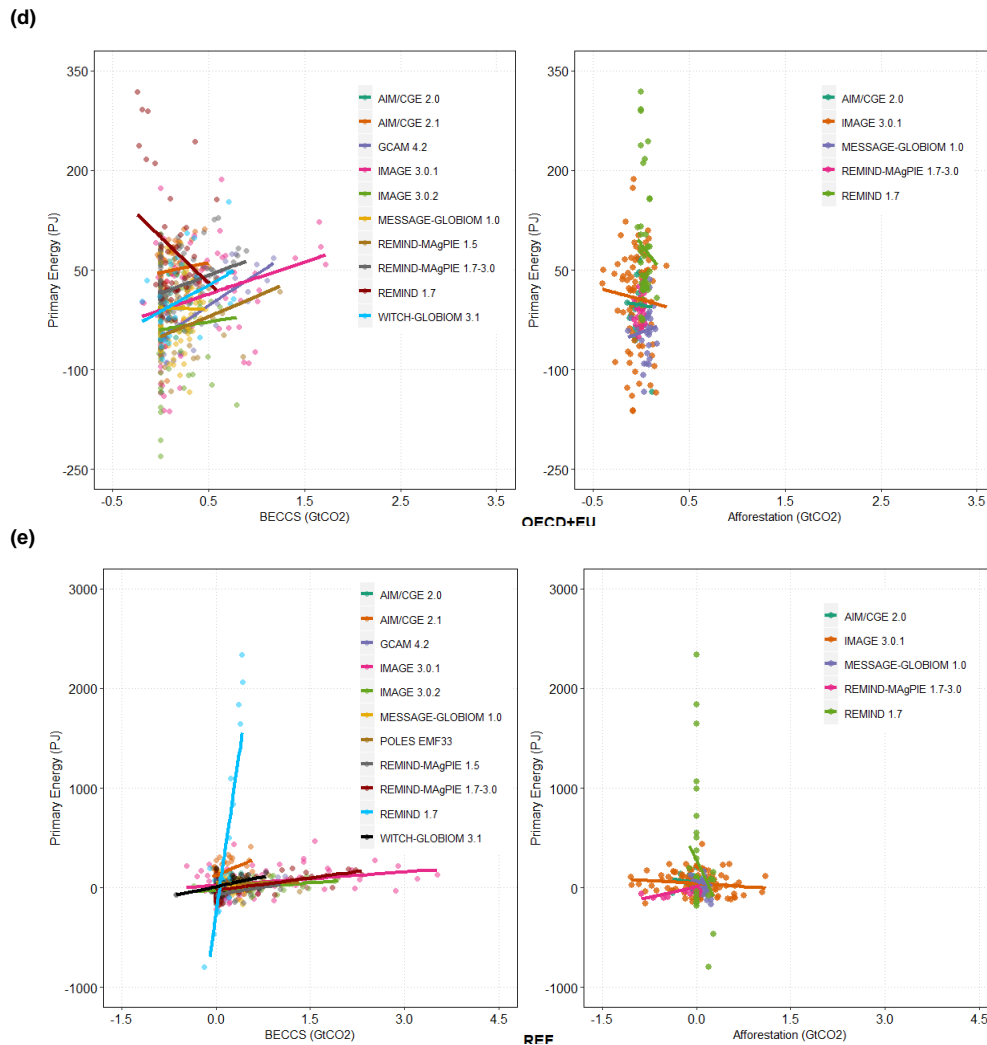 (d)
Primary Energy (PJ)
350
200
50
-100
-250
AIM/CGE 2.0
AIM/CGE 2.1
GCAM 4.2
IMAGE 3.0.1
IMAGE 3.0.2
MESSAGE-GLOBIOM 1.0
REMIND-MAgPIE 1.5
REMIND-MAgPIE 1.7-3.0
REMIND 1.7
WITCH-GLOBIOM 3.1
-0.5 0.5 1.5 2.5 3.5
BECCS (GtCO2)
Primary Energy (PJ)
350
200
50
-100
-250
AIM/CGE 2.0
IMAGE 3.0.1
MESSAGE-GLOBIOM 1.0
REMIND-MAgPIE 1.7-3.0
REMIND 1.7
-0.5 0.5 1.5 2.5 3.5
Afforestation (GtCO2)
OECD+EU
(e)
Primary Energy (PJ)
3000
2000
1000
0
-1000
AIM/CGE 2.0
AIM/CGE 2.1
GCAM 4.2
IMAGE 3.0.1
IMAGE 3.0.2
MESSAGE-GLOBIOM 1.0
POLES EMF33
REMIND-MAgPIE 1.5
REMIND-MAgPIE 1.7-3.0
REMIND 1.7
WITCH-GLOBIOM 3.1
-1.5 0.0 1.5 3.0 4.5
BECCS (GtCO2)
Primary Energy (PJ)
3000
2000
1000
0
-1000
AIM/CGE 2.0
IMAGE 3.0.1
MESSAGE-GLOBIOM 1.0
REMIND-MAgPIE 1.7-3.0
REMIND 1.7
-1.5 0.0 1.5 3.0 4.5
Afforestation (GtCO2)
REF